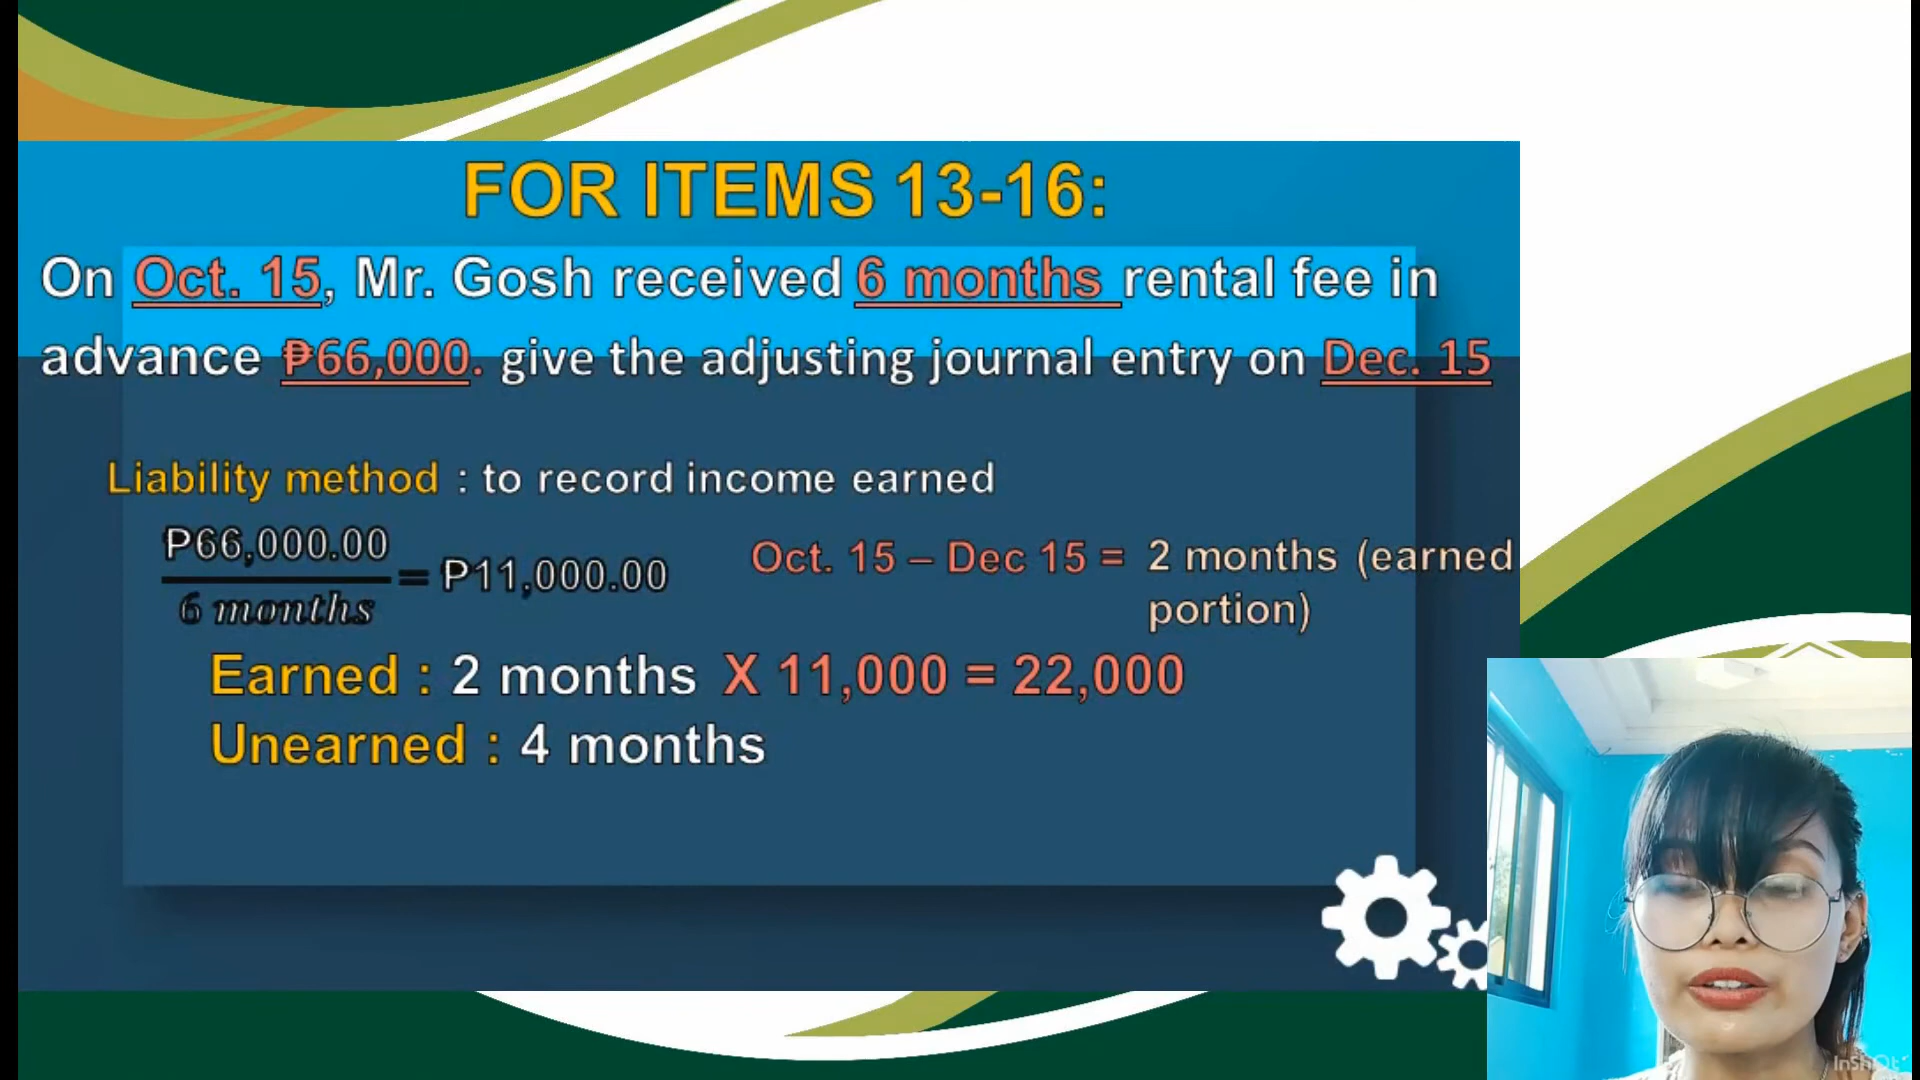 FOR ITEMS 13-16:
On Oct. 15, Mr. Gosh received 6 months rental fee in
advance ₱66,000. give the adjusting journal entry on Dec. 15
Liability method : to record income earned
P66,000.00
6 months
= P11,000.00
Oct. 15 – Dec 15 = 2 months (earned
portion)
Earned : 2 months X 11,000 = 22,000
Unearned : 4 months
InShOt